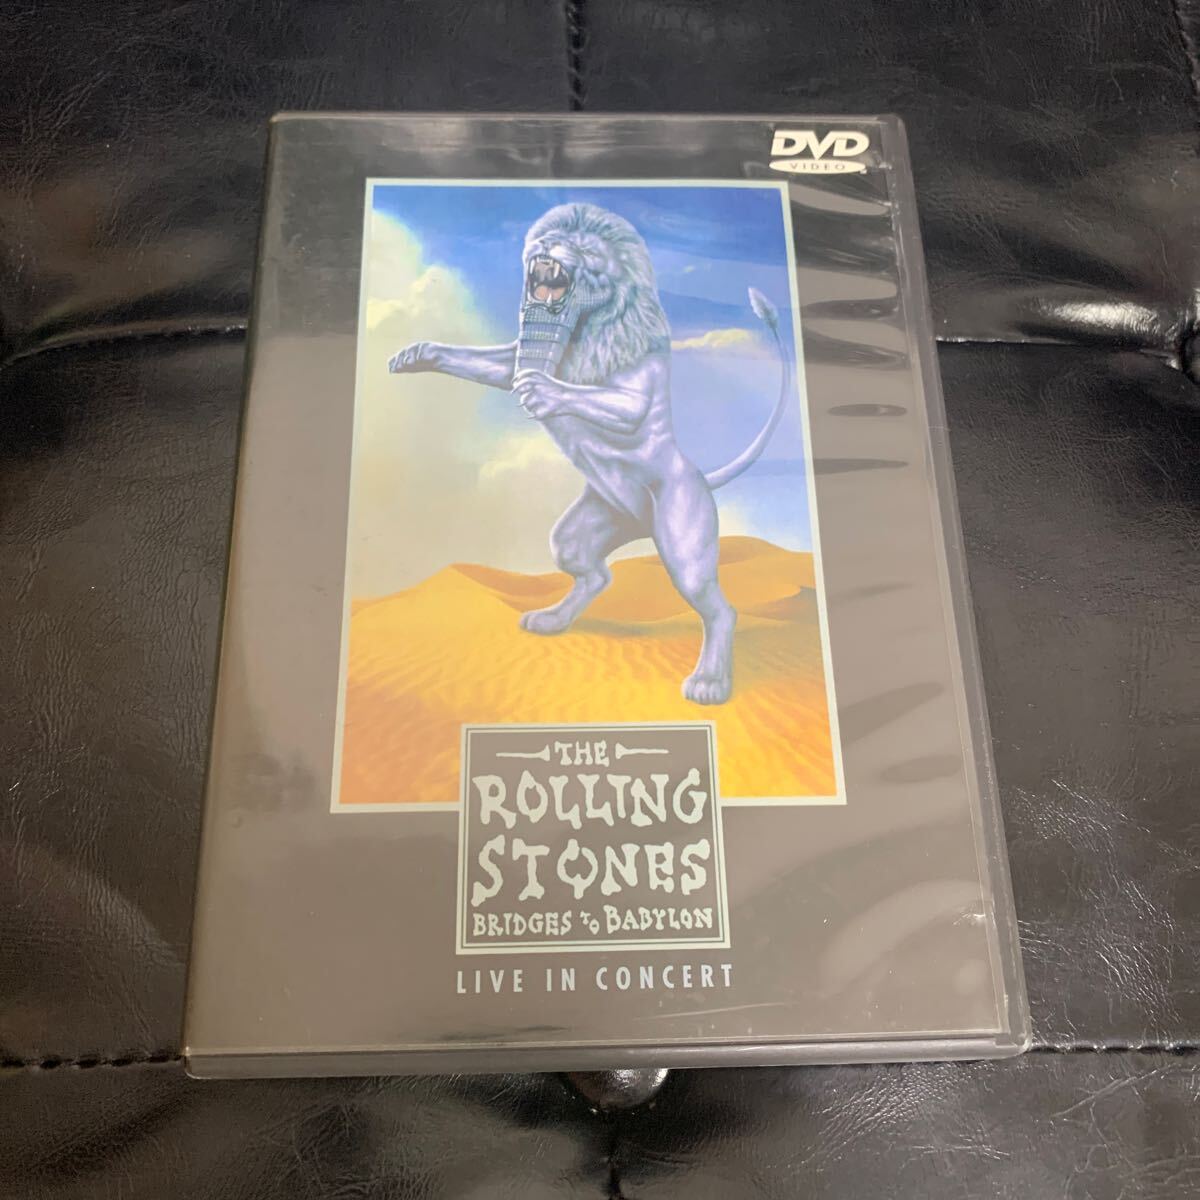 DVD
VIDEO
THE
ROLLING
STONES
BRIDGES TO BABYLON
LIVE IN CONCERT